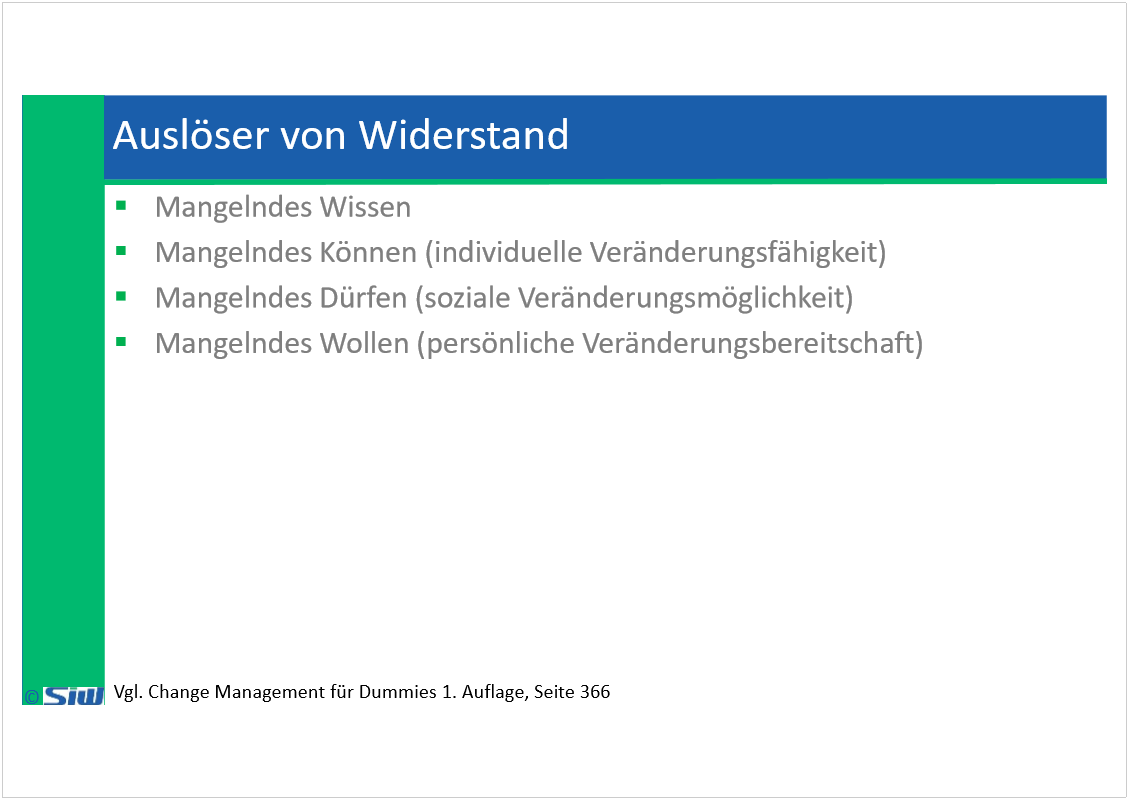 Auslöser von Widerstand
▪ Mangelndes Wissen
▪ Mangelndes Können (individuelle Veränderungsfähigkeit)
▪ Mangelndes Dürfen (soziale Veränderungsmöglichkeit)
▪ Mangelndes Wollen (persönliche Veränderungsbereitschaft)
© SiW Vgl. Change Management für Dummies 1. Auflage, Seite 366